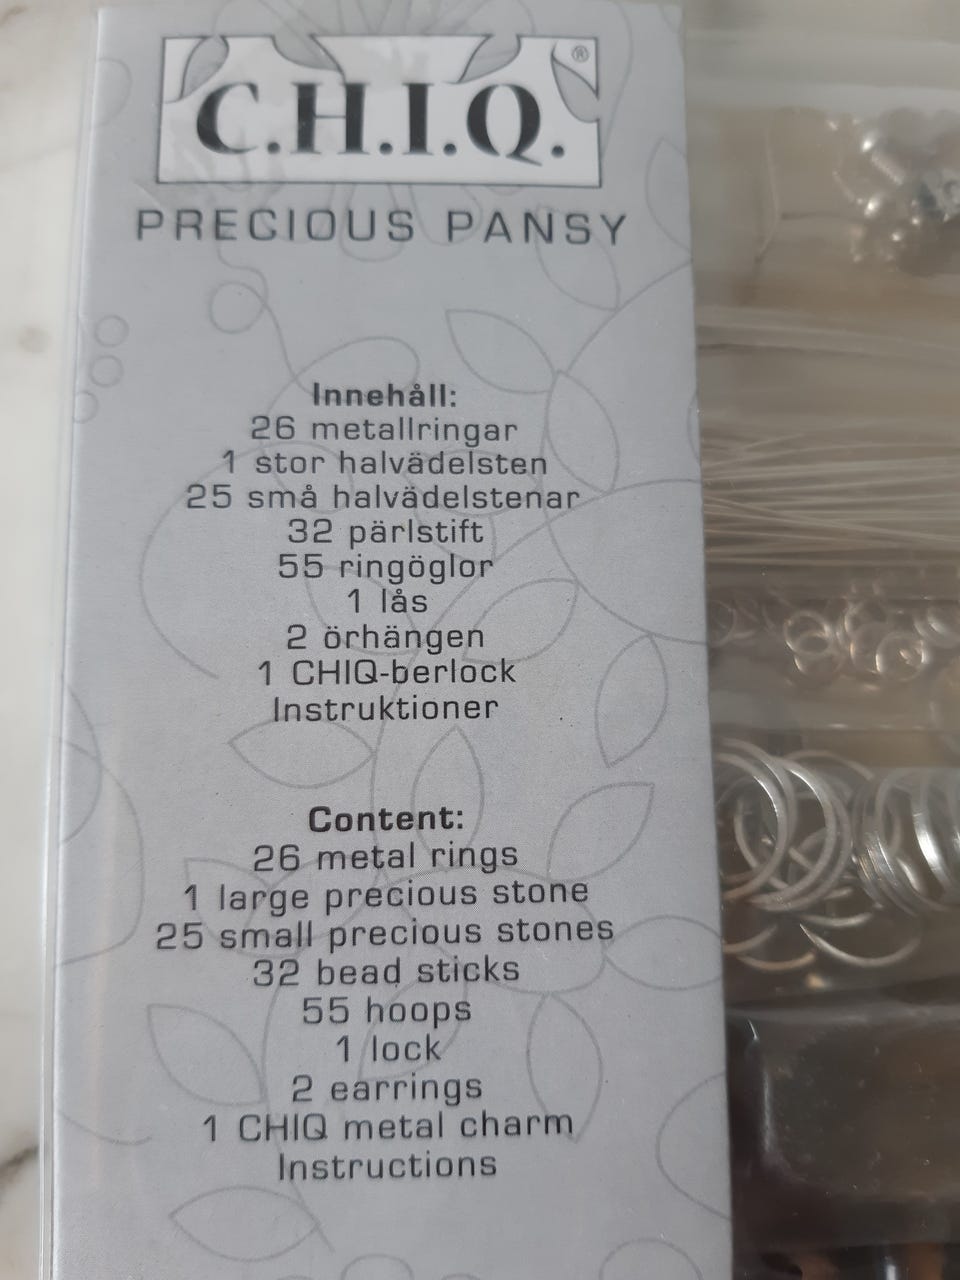 C.H.I.Q.®
PRECIOUS PANSY
Innehåll:
26 metallringar
1 stor halvädelsten
25 små halvädelstenar
32 pärlstift
55 ringöglor
1 lås
2 örhängen
1 CHIQ-berlock
Instruktioner
Content:
26 metal rings
1 large precious stone
25 small precious stones
32 bead sticks
55 hoops
1 lock
2 earrings
1 CHIQ metal charm
Instructions